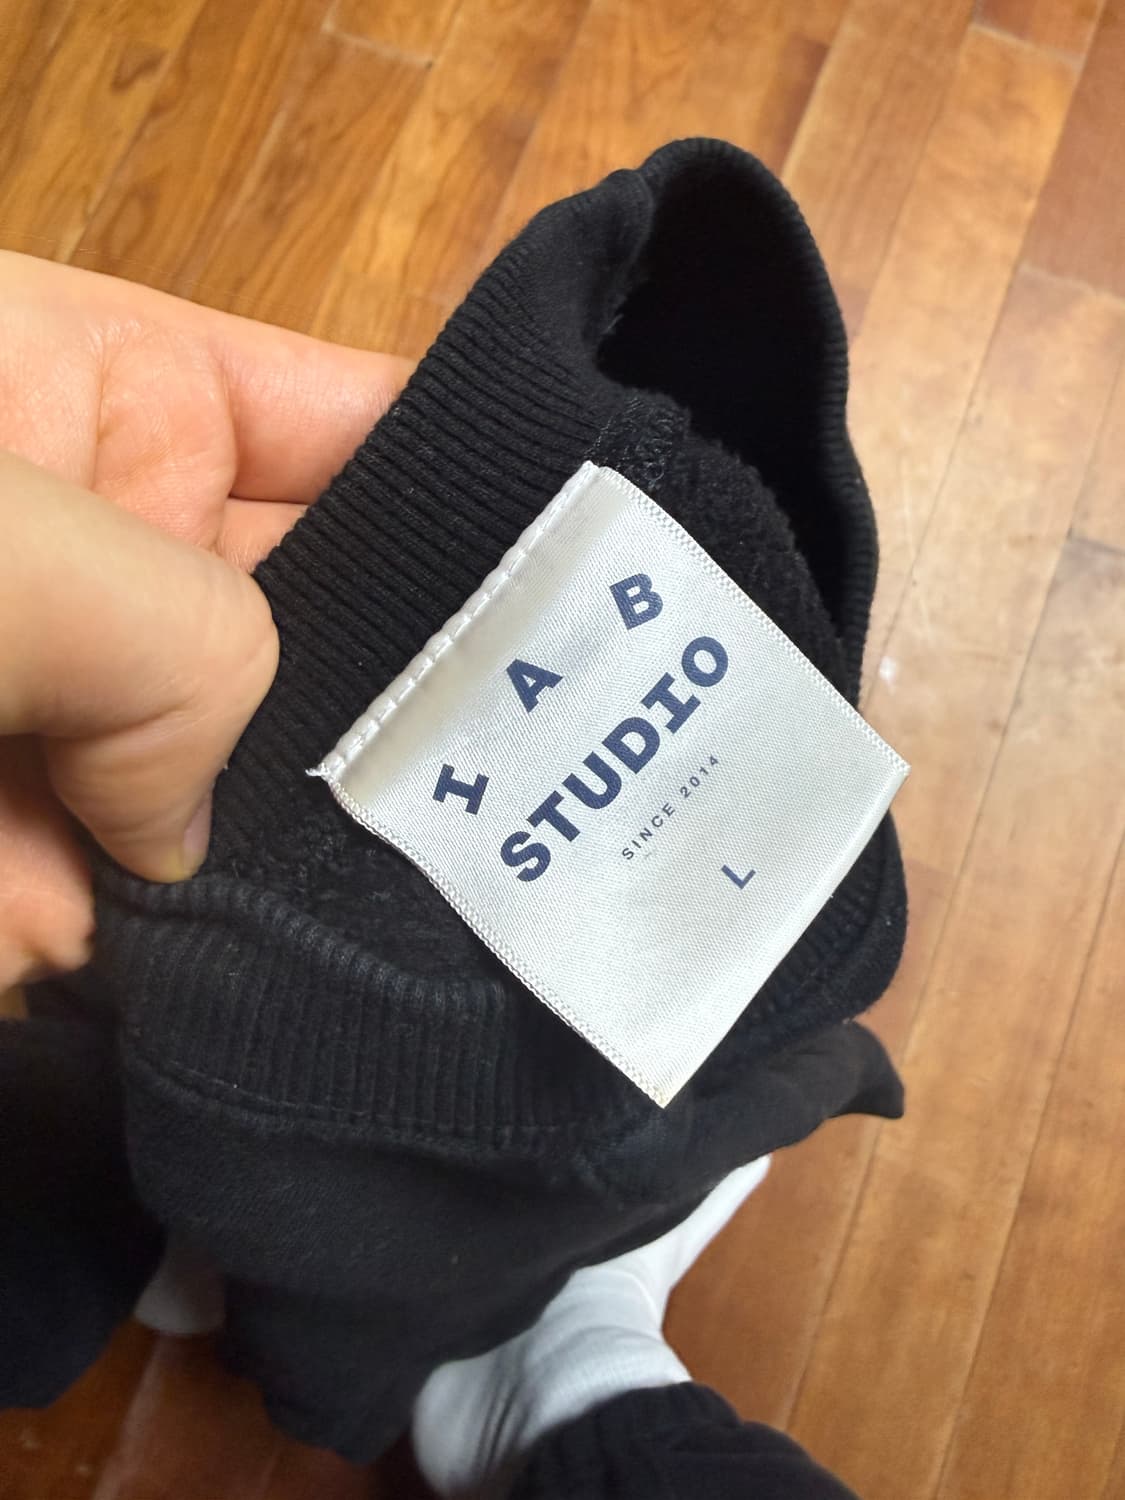 I A B
STUDIO
SINCE 2014
L